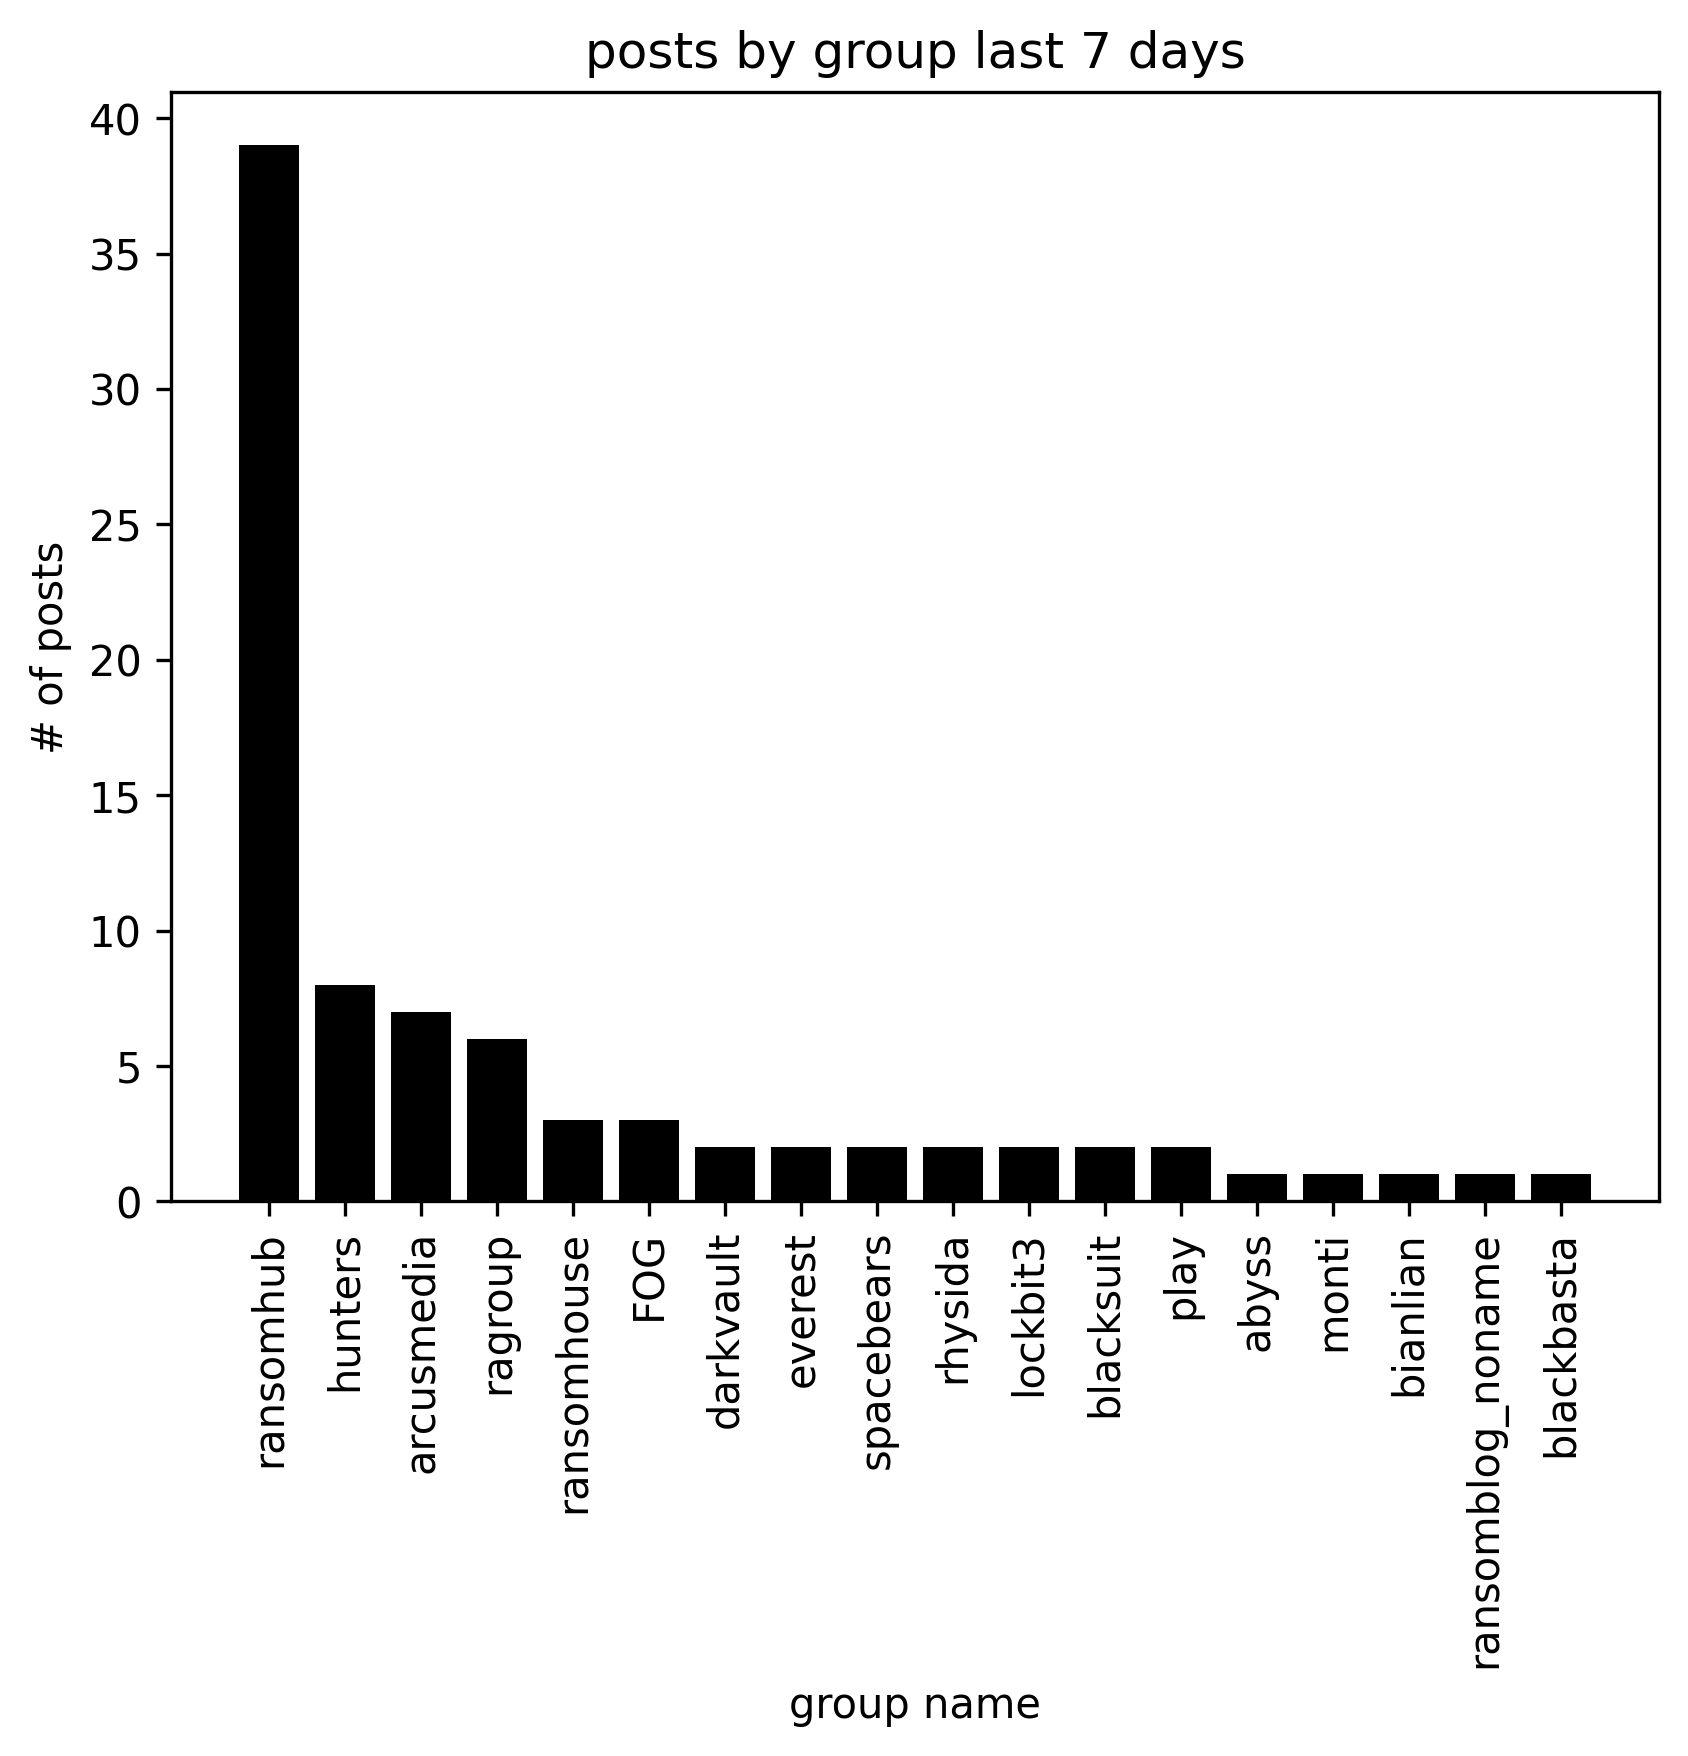 posts by group last 7 days
# of posts
40
35
30
25
20
15
10
5
0
ransomhub
hunters
arcusmedia
ragroup
ransomhouse
FOG
darkvault
everest
spacebears
rhysida
lockbit3
blacksuit
play
abyss
monti
bianlian
ransomblog_noname
blackbasta
group name